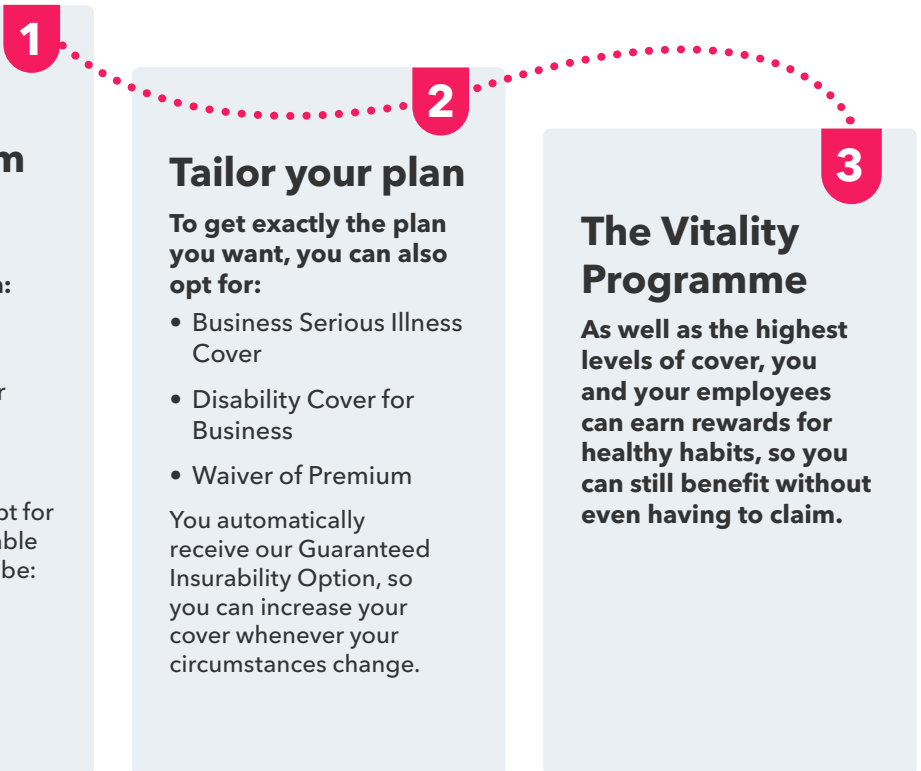 1
m
:
r
pt for
able
be:
2
Tailor your plan
To get exactly the plan
you want, you can also
opt for:
• Business Serious Illness
Cover
• Disability Cover for
Business
• Waiver of Premium
You automatically
receive our Guaranteed
Insurability Option, so
you can increase your
cover whenever your
circumstances change.
3
The Vitality
Programme
As well as the highest
levels of cover, you
and your employees
can earn rewards for
healthy habits, so you
can still benefit without
even having to claim.